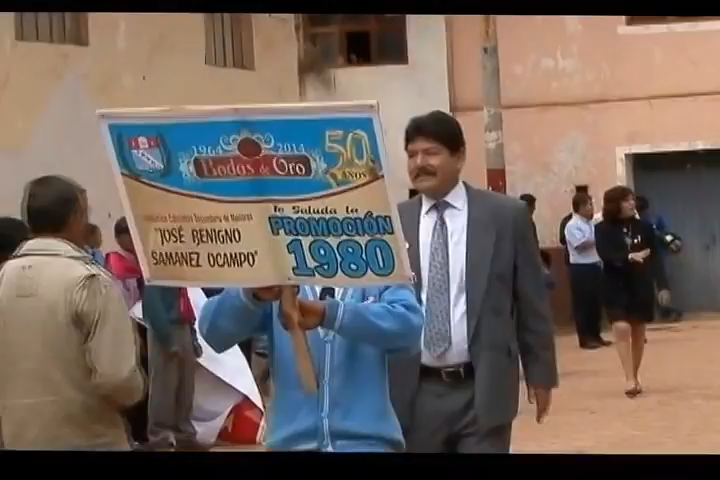 1964 2014
Bodas de Oro
50
AÑOS
Te Saluda la
PROMOCIÓN
1980
"JOSÉ BENIGNO
SAMANEZ OCAMPO"